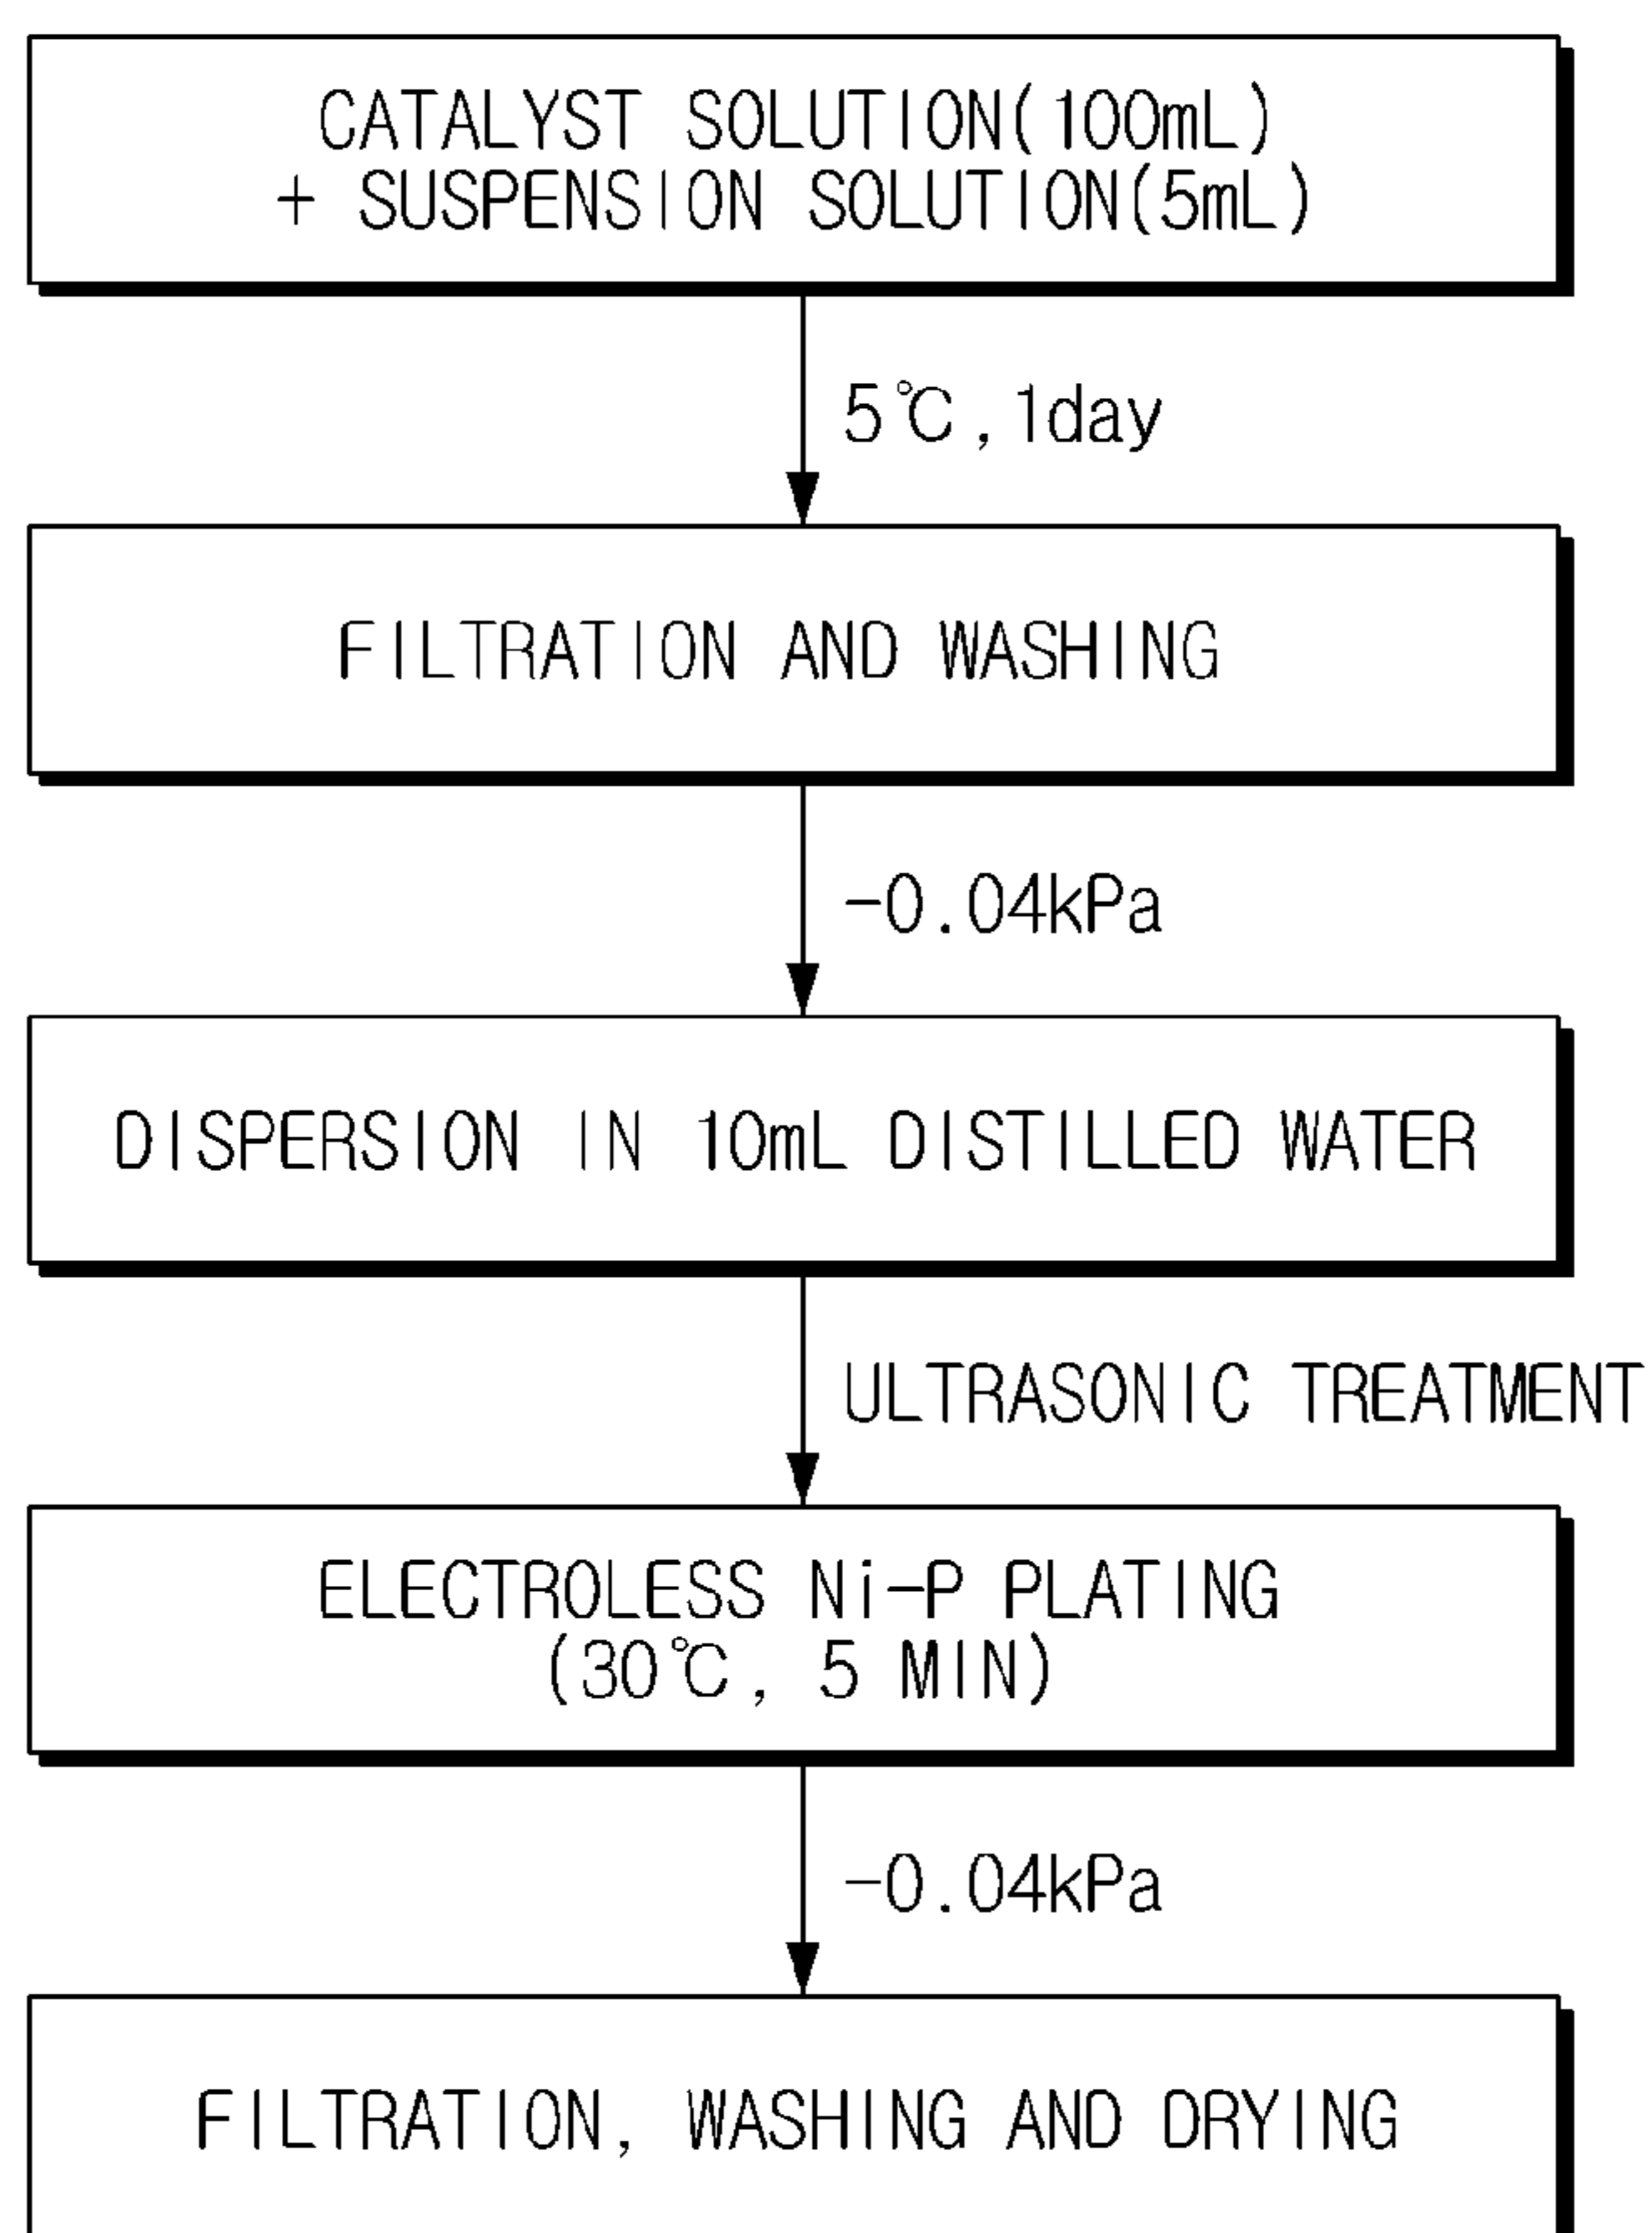 CATALYST SOLUTION(100mL)
+ SUSPENSION SOLUTION(5mL)
5℃, 1day
FILTRATION AND WASHING
-0.04kPa
DISPERSION IN 10mL DISTILLED WATER
ULTRASONIC TREATMENT
ELECTROLESS Ni-P PLATING
(30℃, 5 MIN)
-0.04kPa
FILTRATION, WASHING AND DRYING